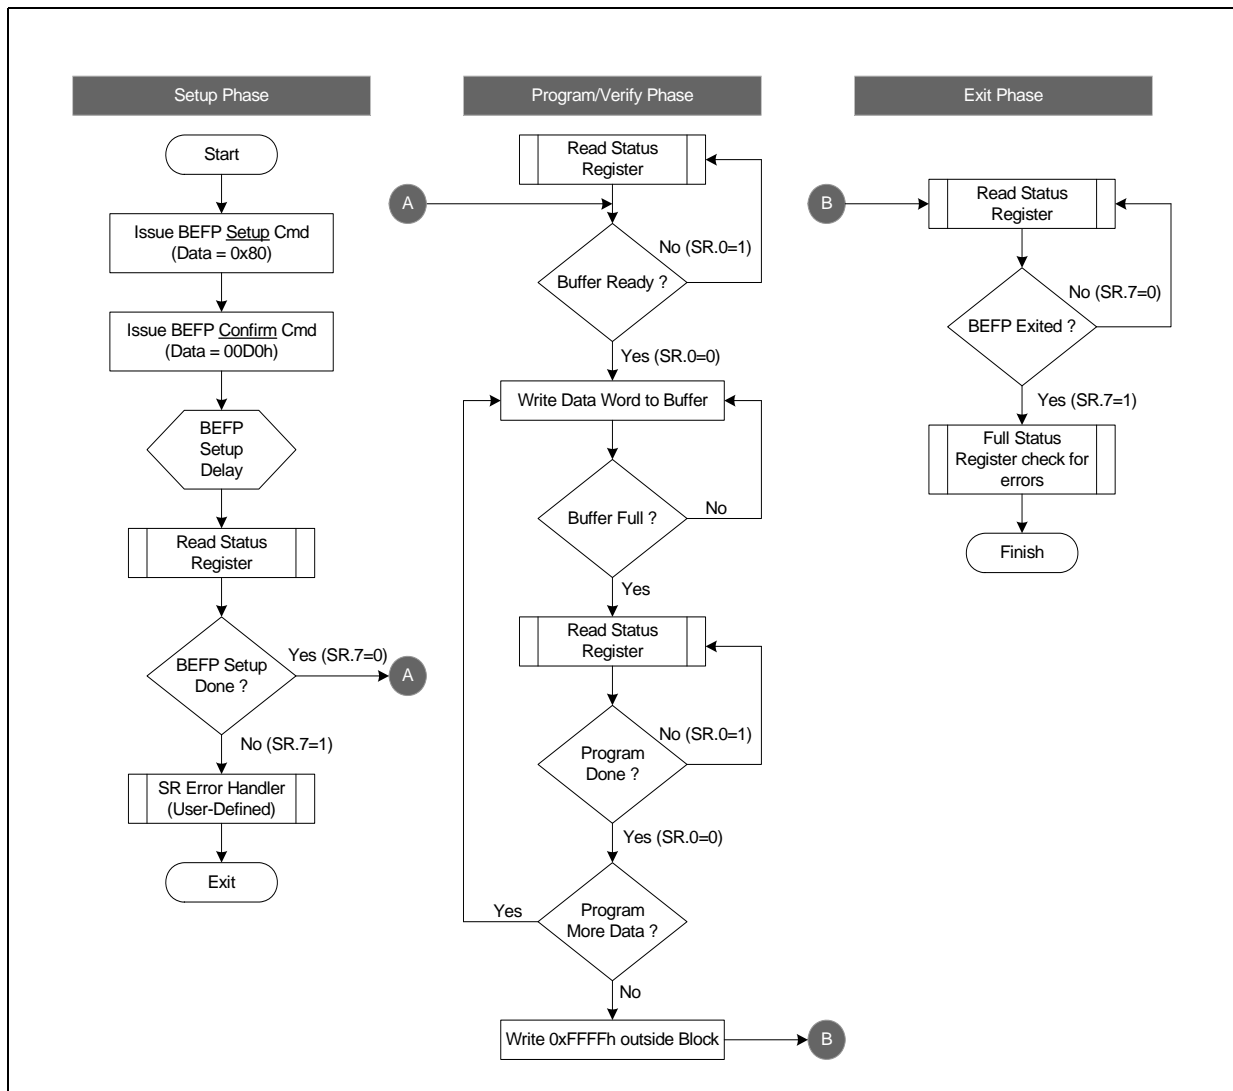 Setup Phase
Start
Issue BEFP Setup Cmd
(Data = 0x80)
Issue BEFP Confirm Cmd
(Data = 00D0h)
BEFP
Setup
Delay
Read Status
Register
BEFP Setup
Done ?
Yes (SR.7=0)
A
No (SR.7=1)
SR Error Handler
(User-Defined)
Exit
Program/Verify Phase
Read Status
Register
A
Buffer Ready ?
No (SR.0=1)
Yes (SR.0=0)
Write Data Word to Buffer
Buffer Full ?
No
Yes
Read Status
Register
Program
Done ?
No (SR.0=1)
Yes (SR.0=0)
Program
More Data ?
Yes
No
Write 0xFFFFh outside Block
B
Exit Phase
B
Read Status
Register
BEFP Exited ?
No (SR.7=0)
Yes (SR.7=1)
Full Status
Register check for
errors
Finish